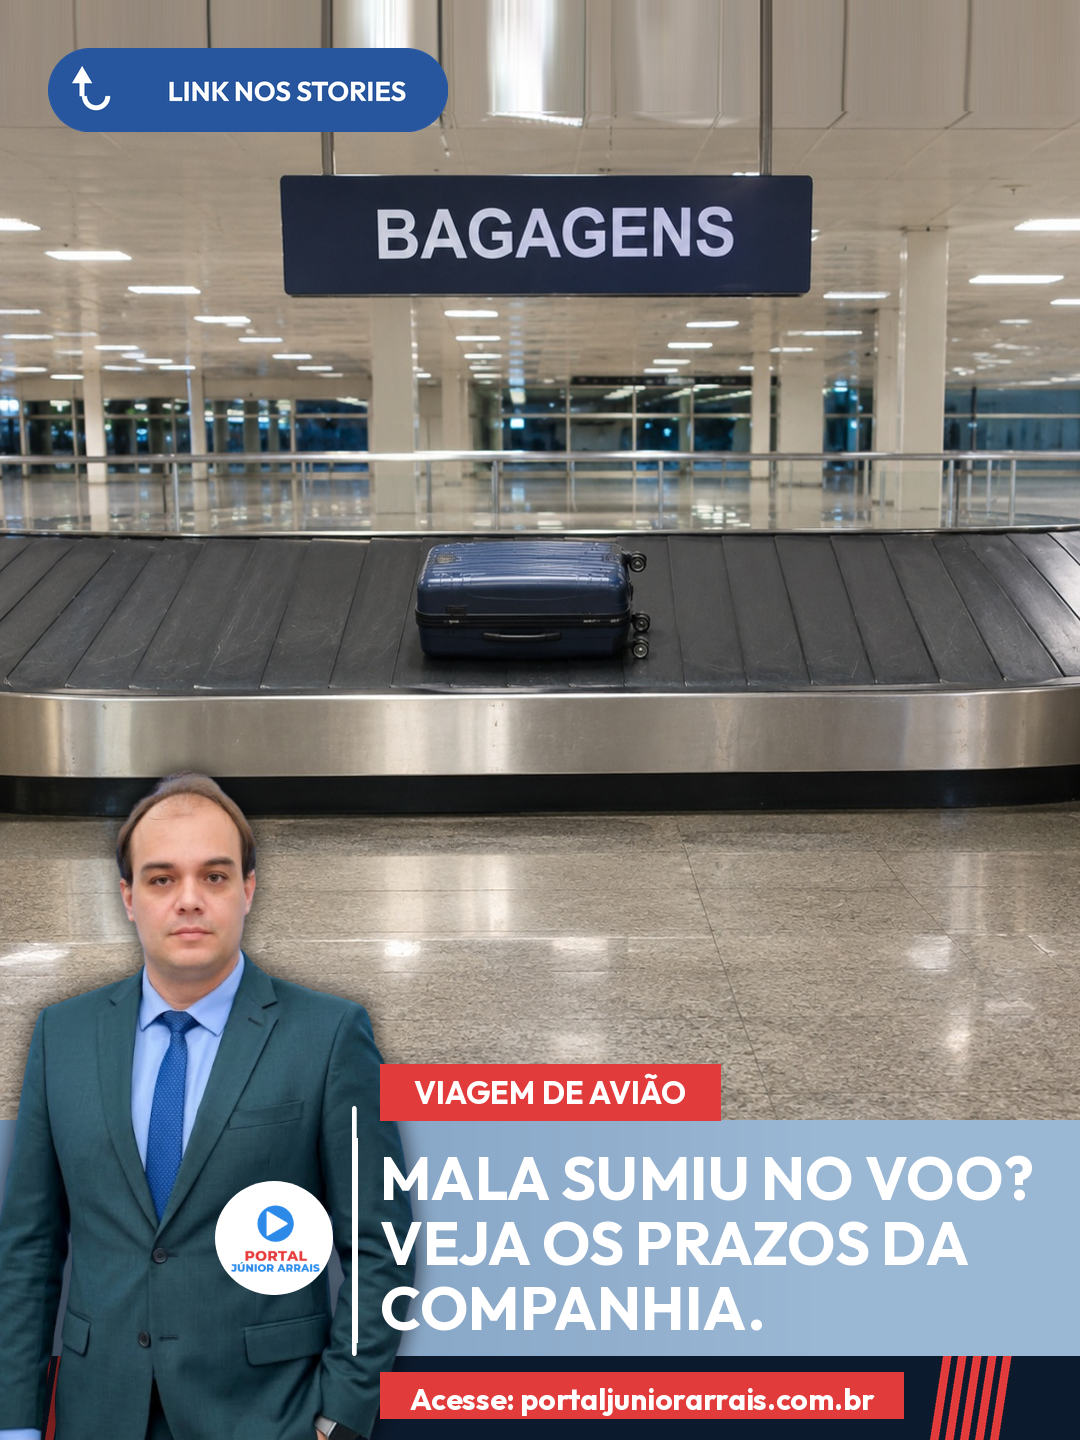 LINK NOS STORIES
BAGAGENS
VIAGEM DE AVIÃO
MALA SUMIU NO VOO?
VEJA OS PRAZOS DA
COMPANHIA.
PORTAL
JÚNIOR ARRAIS
Acesse: portaljuniorarrais.com.br